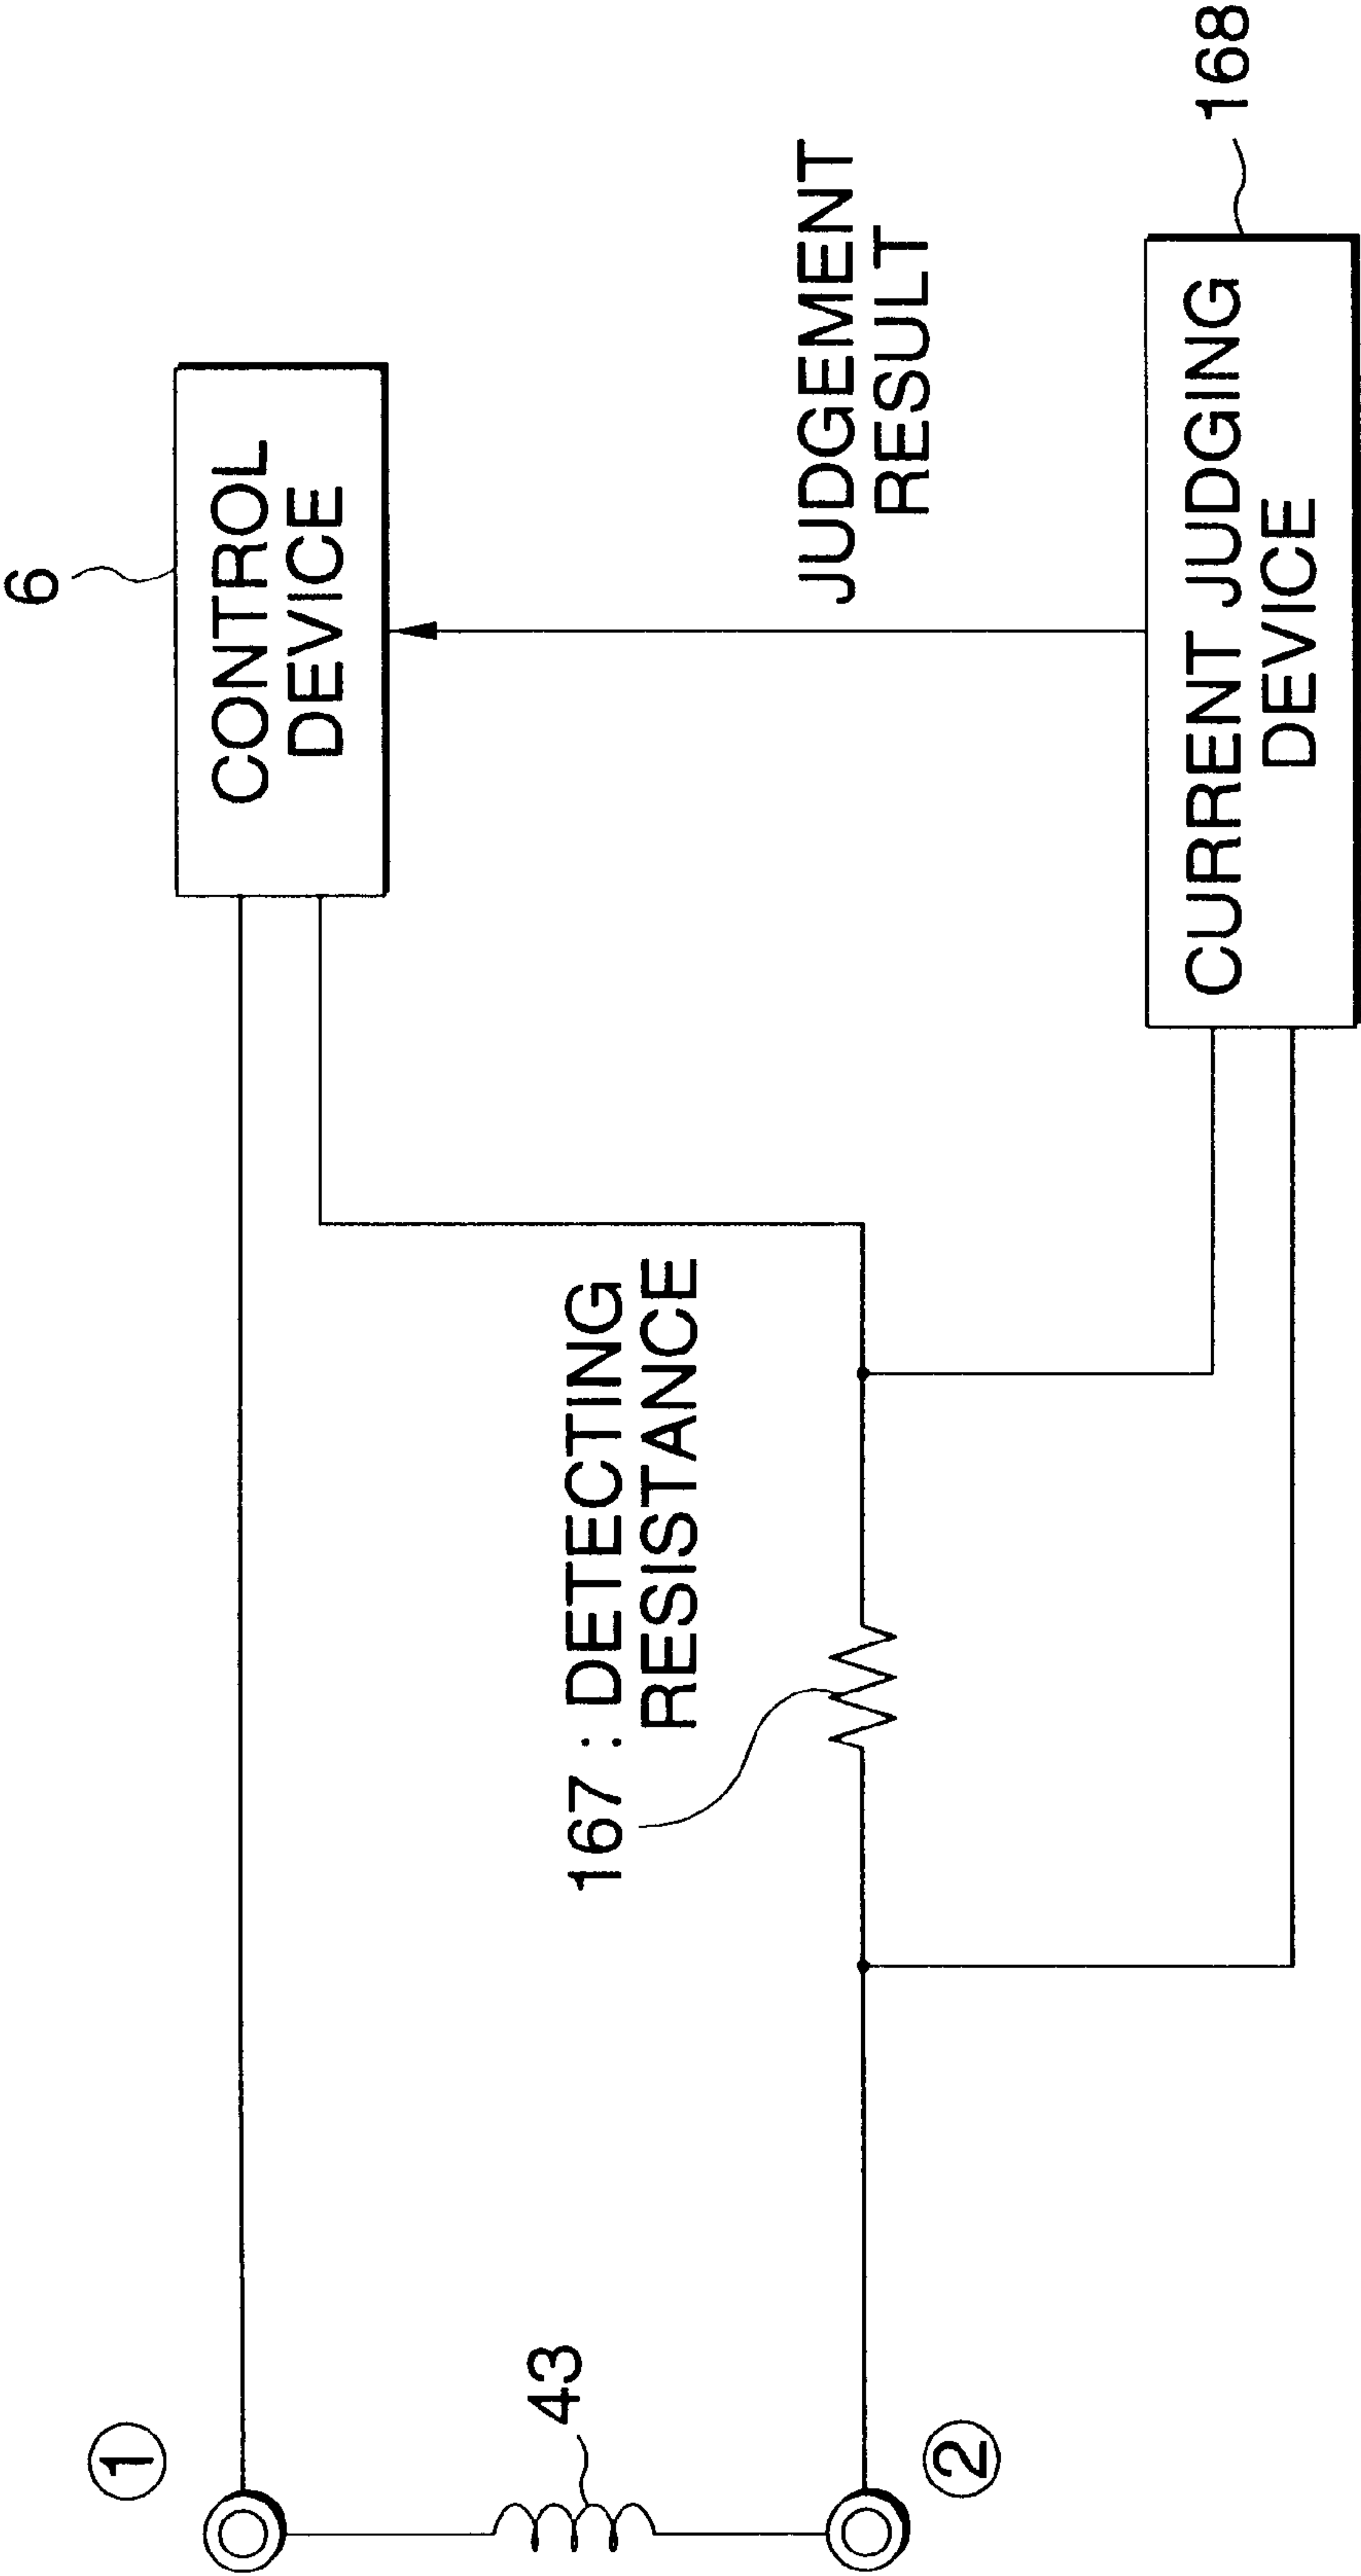 ①
6
CONTROL
DEVICE
43
167 : DETECTING
RESISTANCE
JUDGEMENT
RESULT
②
CURRENT JUDGING
DEVICE
168